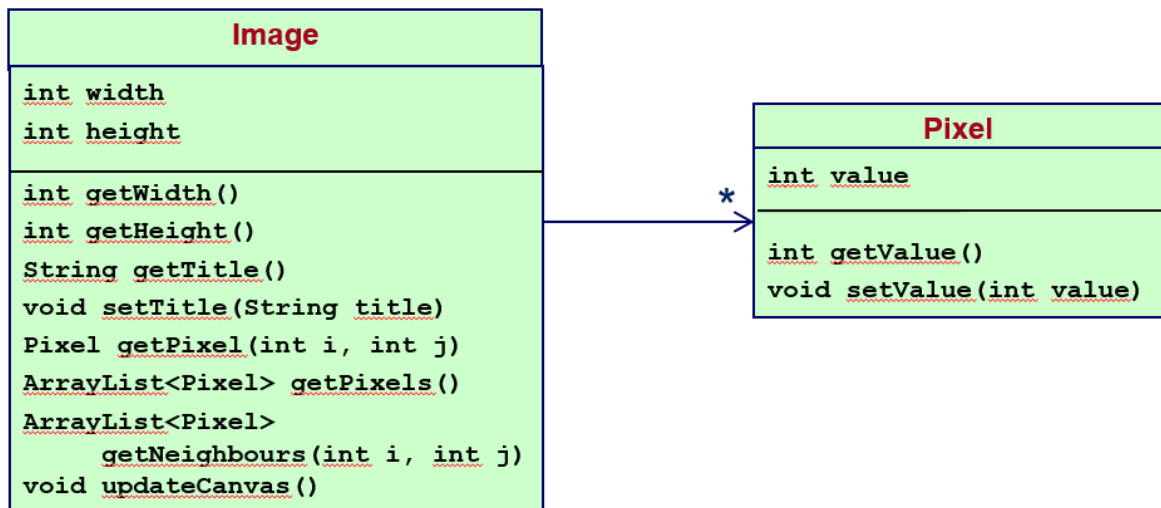 Image
int width
int height
int getWidth()
int getHeight()
String getTitle()
void setTitle(String title)
Pixel getPixel(int i, int j)
ArrayList<Pixel> getPixels()
ArrayList<Pixel>
getNeighbours(int i, int j)
void updateCanvas()
*
Pixel
int value
int getValue()
void setValue(int value)